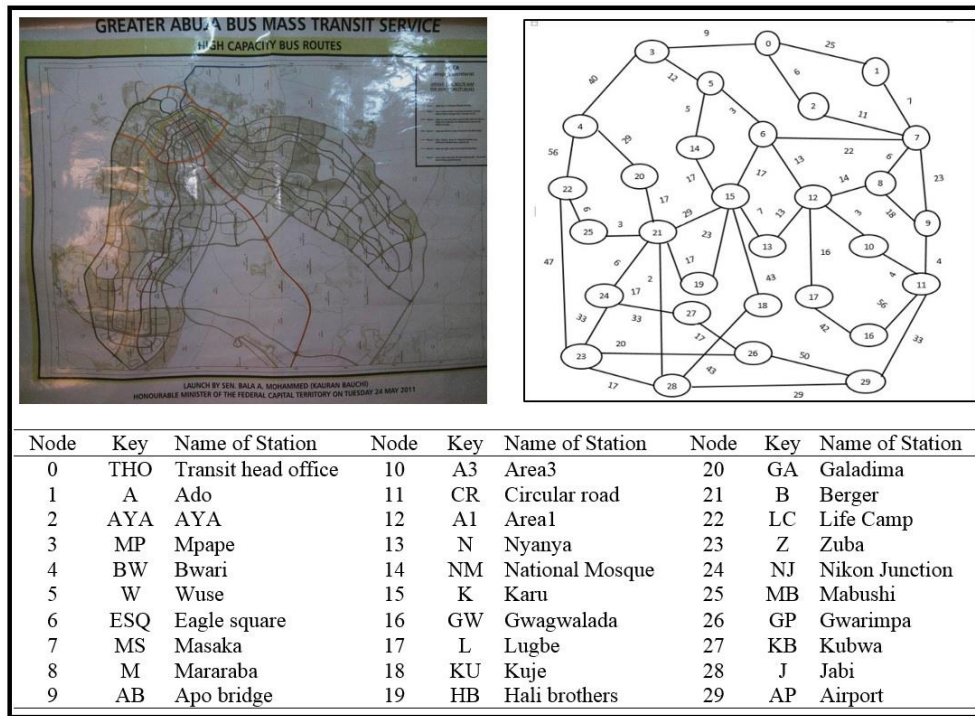 GREATER ABUJA BUS MASS TRANSIT SERVICE
HIGH CAPACITY BUS ROUTES
LAUNCH BY SEN. BALA A. MOHAMMED (KAURAN BAUCHI)
HONOURABLE MINISTER OF THE FEDERAL CAPITAL TERRITORY ON TUESDAY 24 MAY 2011
9 0 25
3 1
40 12 5 6 2 7
5 3 11
4 6 7
56 29 14 22 6
17 13 14 8 23
22 20 17 15 12 18
6 17 7 13 3 9
25 3 21 29 13 10
23 16 4
47 6 2 17 19 43 4 11
24 17 18 17 56
33 33 27 16 33
20 17 42
23 26 50
17 28 43 29
29
Node Key Name of Station Node Key Name of Station Node Key Name of Station
0 THO Transit head office 10 A3 Area3 20 GA Galadima
1 A Ado 11 CR Circular road 21 B Berger
2 AYA AYA 12 A1 Area1 22 LC Life Camp
3 MP Mpape 13 N Nyanya 23 Z Zuba
4 BW Bwari 14 NM National Mosque 24 NJ Nikon Junction
5 W Wuse 15 K Karu 25 MB Mabushi
6 ESQ Eagle square 16 GW Gwagwalada 26 GP Gwarimpa
7 MS Masaka 17 L Lugbe 27 KB Kubwa
8 M Mararaba 18 KU Kuje 28 J Jabi
9 AB Apo bridge 19 HB Hali brothers 29 AP Airport